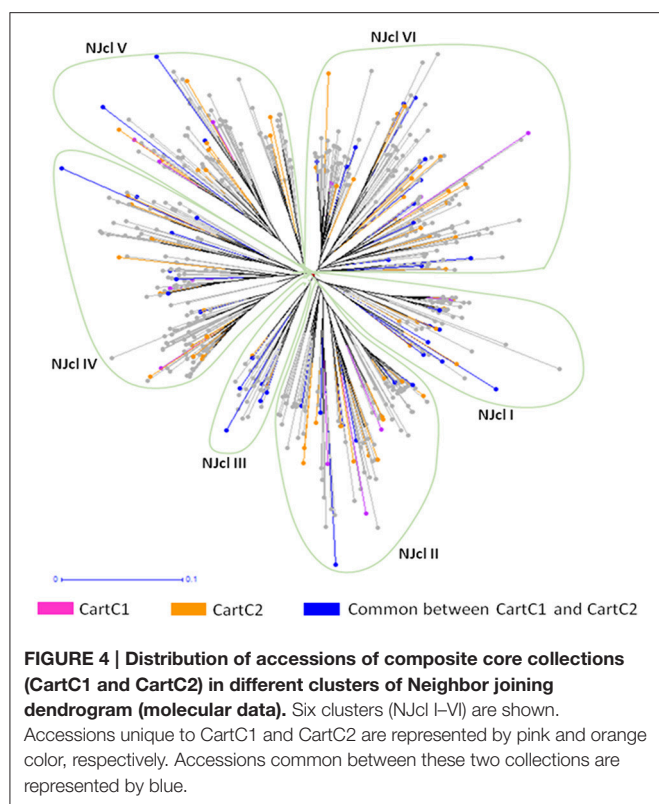 NJcl V
NJcl VI
NJcl IV
NJcl I
NJcl III
NJcl II
0 0.1
CartC1 CartC2 Common between CartC1 and CartC2
FIGURE 4 | Distribution of accessions of composite core collections
(CartC1 and CartC2) in different clusters of Neighbor joining
dendrogram (molecular data). Six clusters (NJcl I–VI) are shown.
Accessions unique to CartC1 and CartC2 are represented by pink and orange
color, respectively. Accessions common between these two collections are
represented by blue.